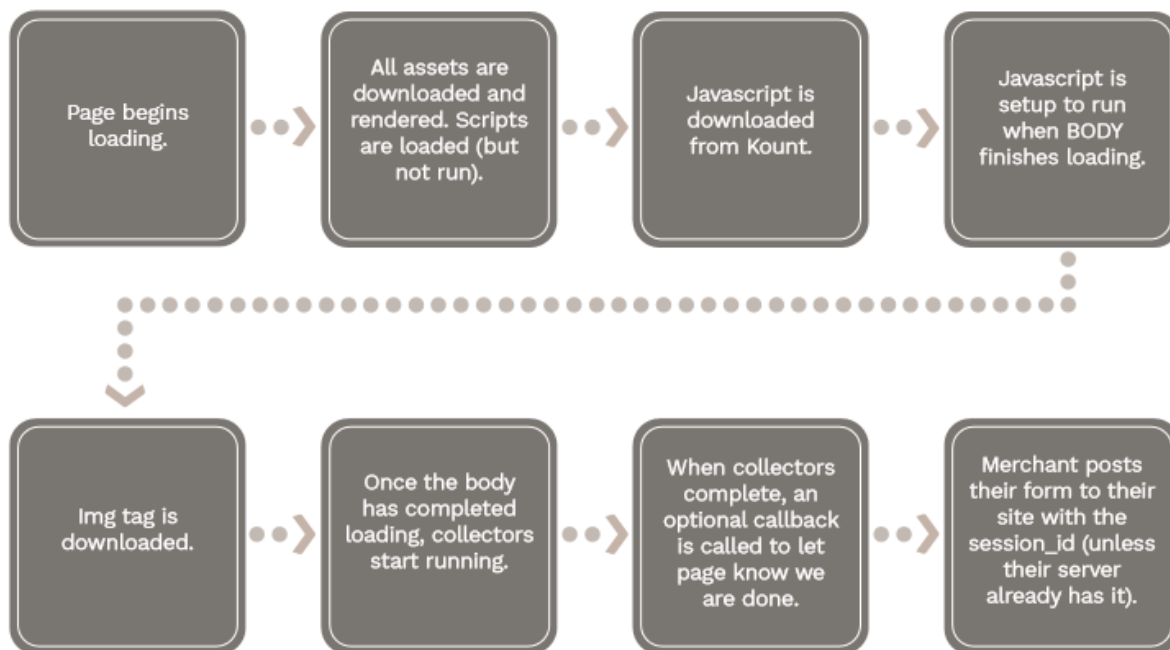 Page begins
loading.
All assets are
downloaded and
rendered. Scripts
are loaded (but
not run).
Javascript is
downloaded
from Kount.
Javascript is
setup to run
when BODY
finishes loading.
Img tag is
downloaded.
Once the body
has completed
loading, collectors
start running.
When collectors
complete, an
optional callback
is called to let
page know we
are done.
Merchant posts
their form to their
site with the
session_id (unless
their server
already has it).